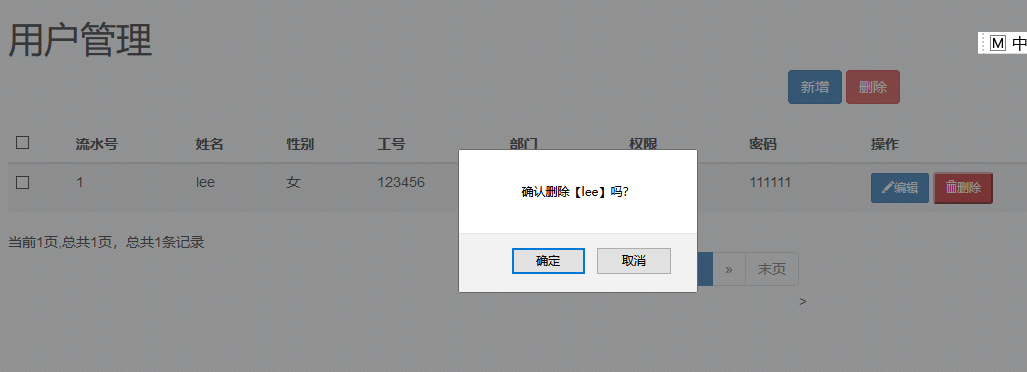 用户管理
M 中
新增 删除
流水号 姓名 性别 工号 部门 权限 密码 操作
1 lee 女 123456 111111 编辑 删除
确认删除【lee】吗?
确定 取消
当前1页,总共1页，总共1条记录
» 末页
>